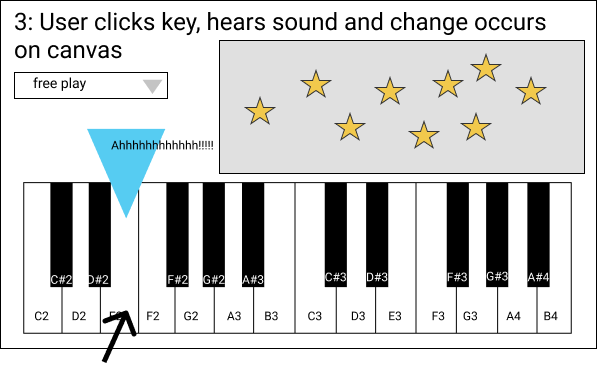 3: User clicks key, hears sound and change occurs
on canvas
free play
Ahhhhhhhhhhhh!!!!!
C#2 D#2 F#2 G#2 A#3 C#3 D#3 F#3 G#3 A#4
C2 D2 E2 F2 G2 A3 B3 C3 D3 E3 F3 G3 A4 B4